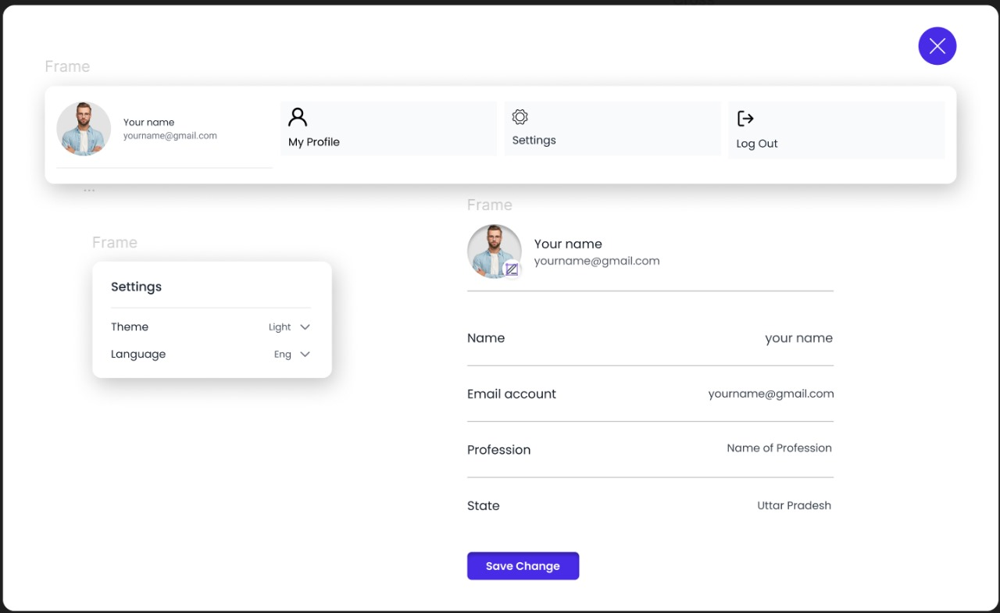 Frame
Your name
yourname@gmail.com
My Profile
Settings
Log Out
...
Frame
Your name
yourname@gmail.com
Frame
Settings
Theme Light
Language Eng
Name your name
Email account yourname@gmail.com
Profession Name of Profession
State Uttar Pradesh
Save Change